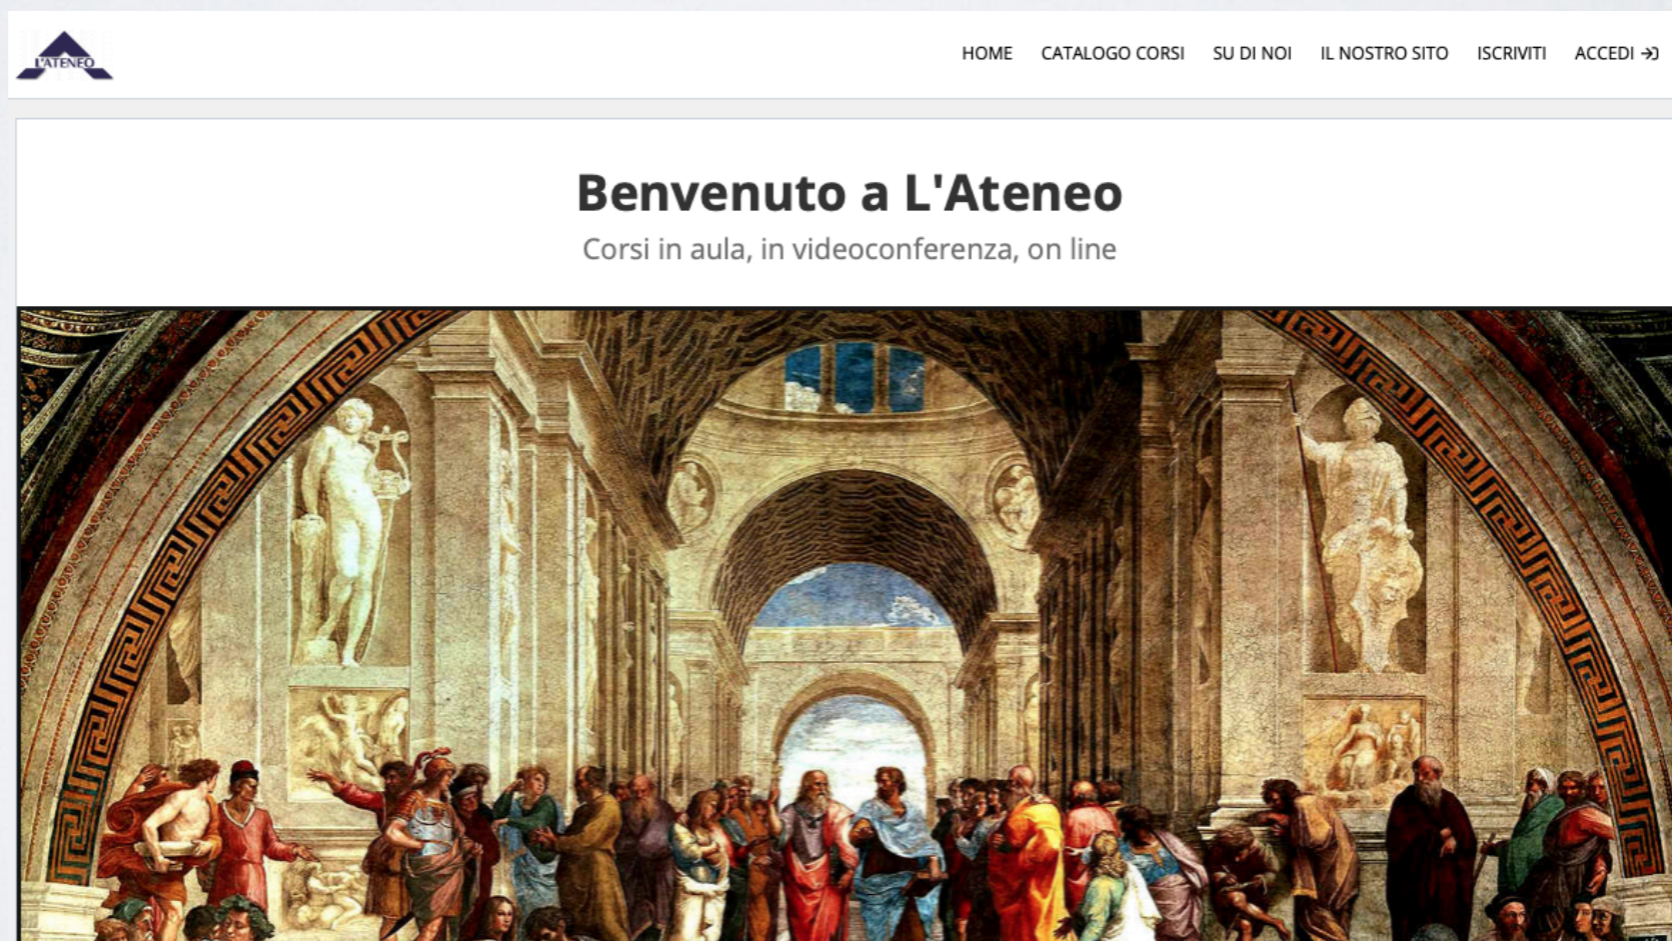 L'ATENEO
HOME CATALOGO CORSI SU DI NOI IL NOSTRO SITO ISCRIVITI ACCEDI
Benvenuto a L'Ateneo
Corsi in aula, in videoconferenza, on line